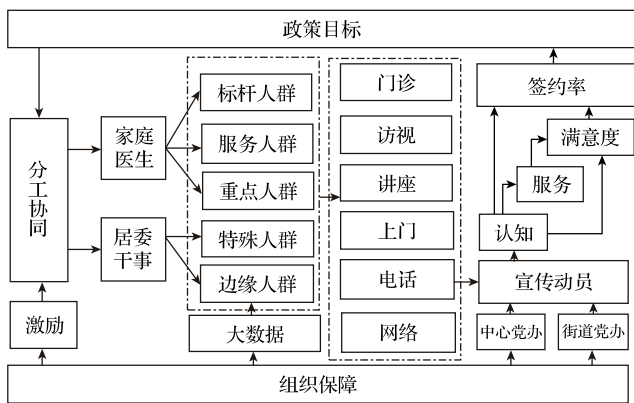 政策目标
分工协同
激励
家庭
医生
居委
干事
标杆人群
服务人群
重点人群
特殊人群
边缘人群
大数据
门诊
访视
讲座
上门
电话
网络
签约率
满意度
服务
认知
宣传动员
中心党办
街道党办
组织保障